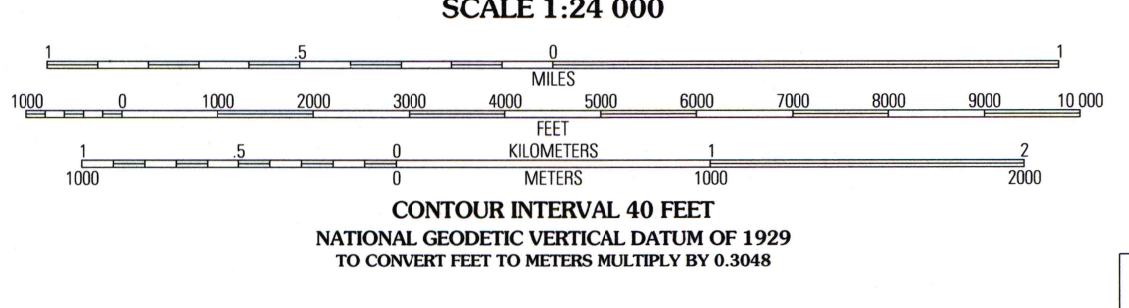 SCALE 1:24 000
1 .5 0 1
MILES
1000 0 1000 2000 3000 4000 5000 6000 7000 8000 9000 10 000
FEET
1 .5 0 KILOMETERS 1 2
1000 0 METERS 1000 2000
CONTOUR INTERVAL 40 FEET
NATIONAL GEODETIC VERTICAL DATUM OF 1929
TO CONVERT FEET TO METERS MULTIPLY BY 0.3048